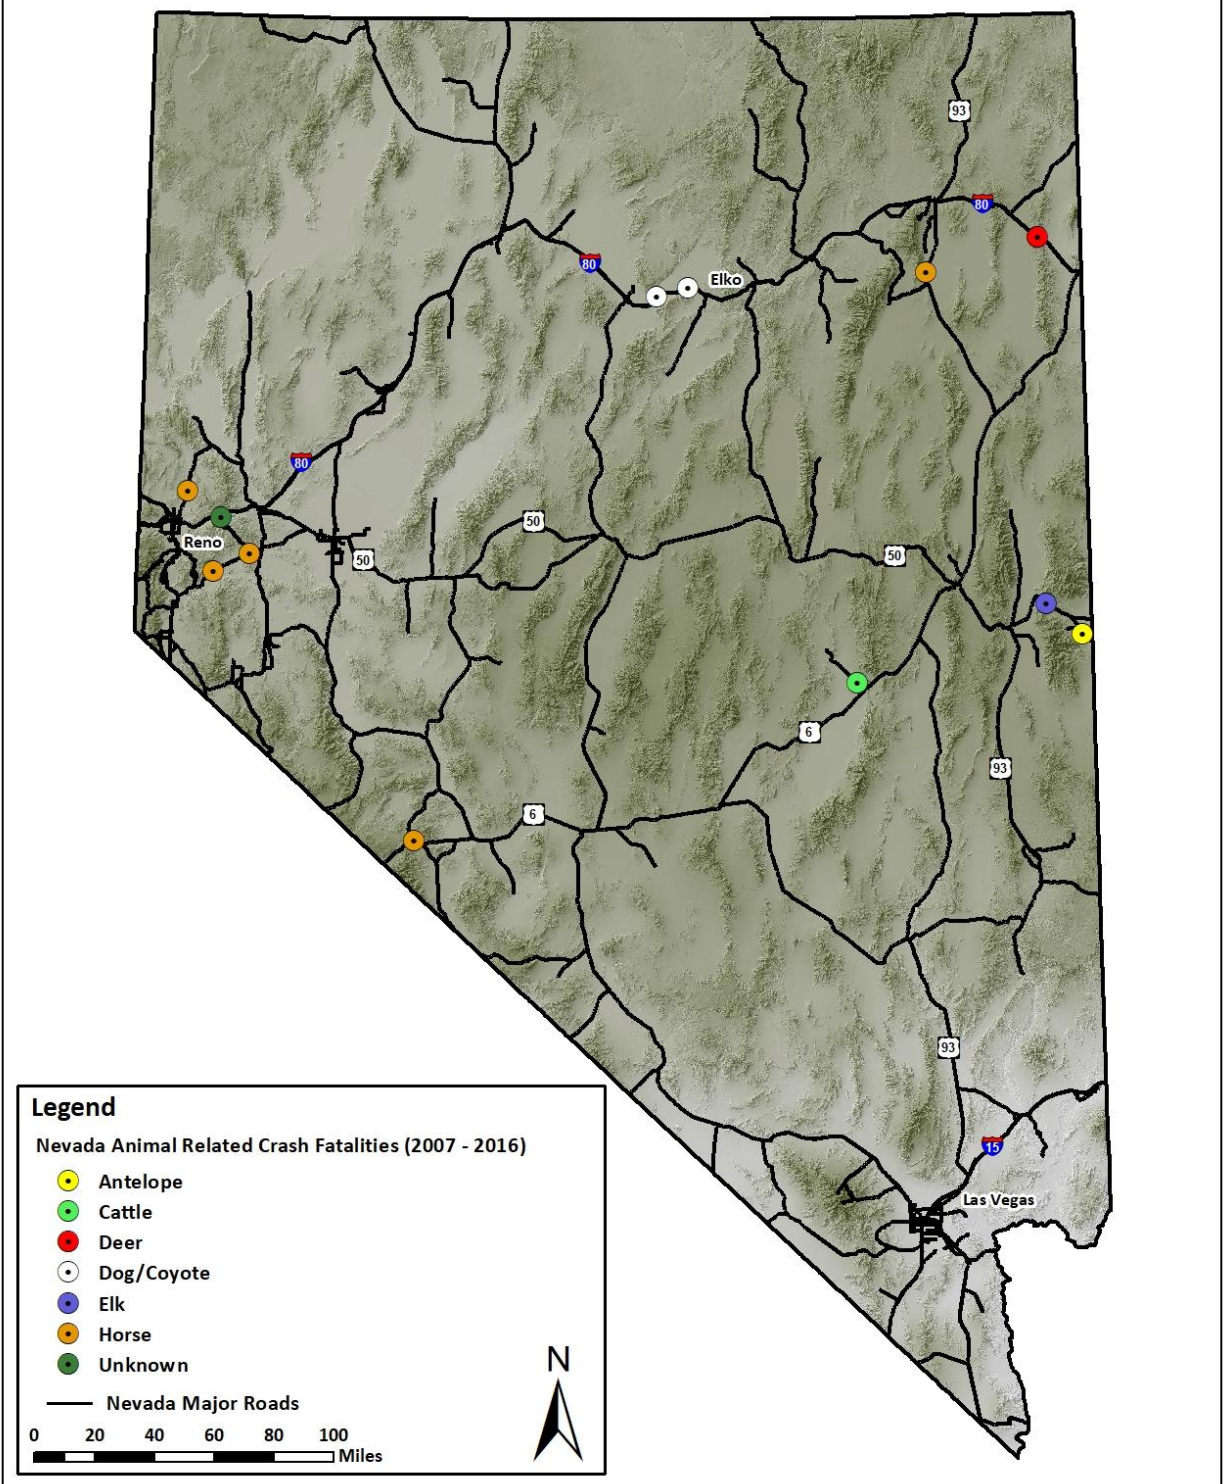 93
80
80
Elko
80
50
Reno
50
50
6
93
6
93
15
Las Vegas
Legend
Nevada Animal Related Crash Fatalities (2007 - 2016)
Antelope
Cattle
Deer
Dog/Coyote
Elk
Horse
Unknown
Nevada Major Roads
N
0 20 40 60 80 100
Miles